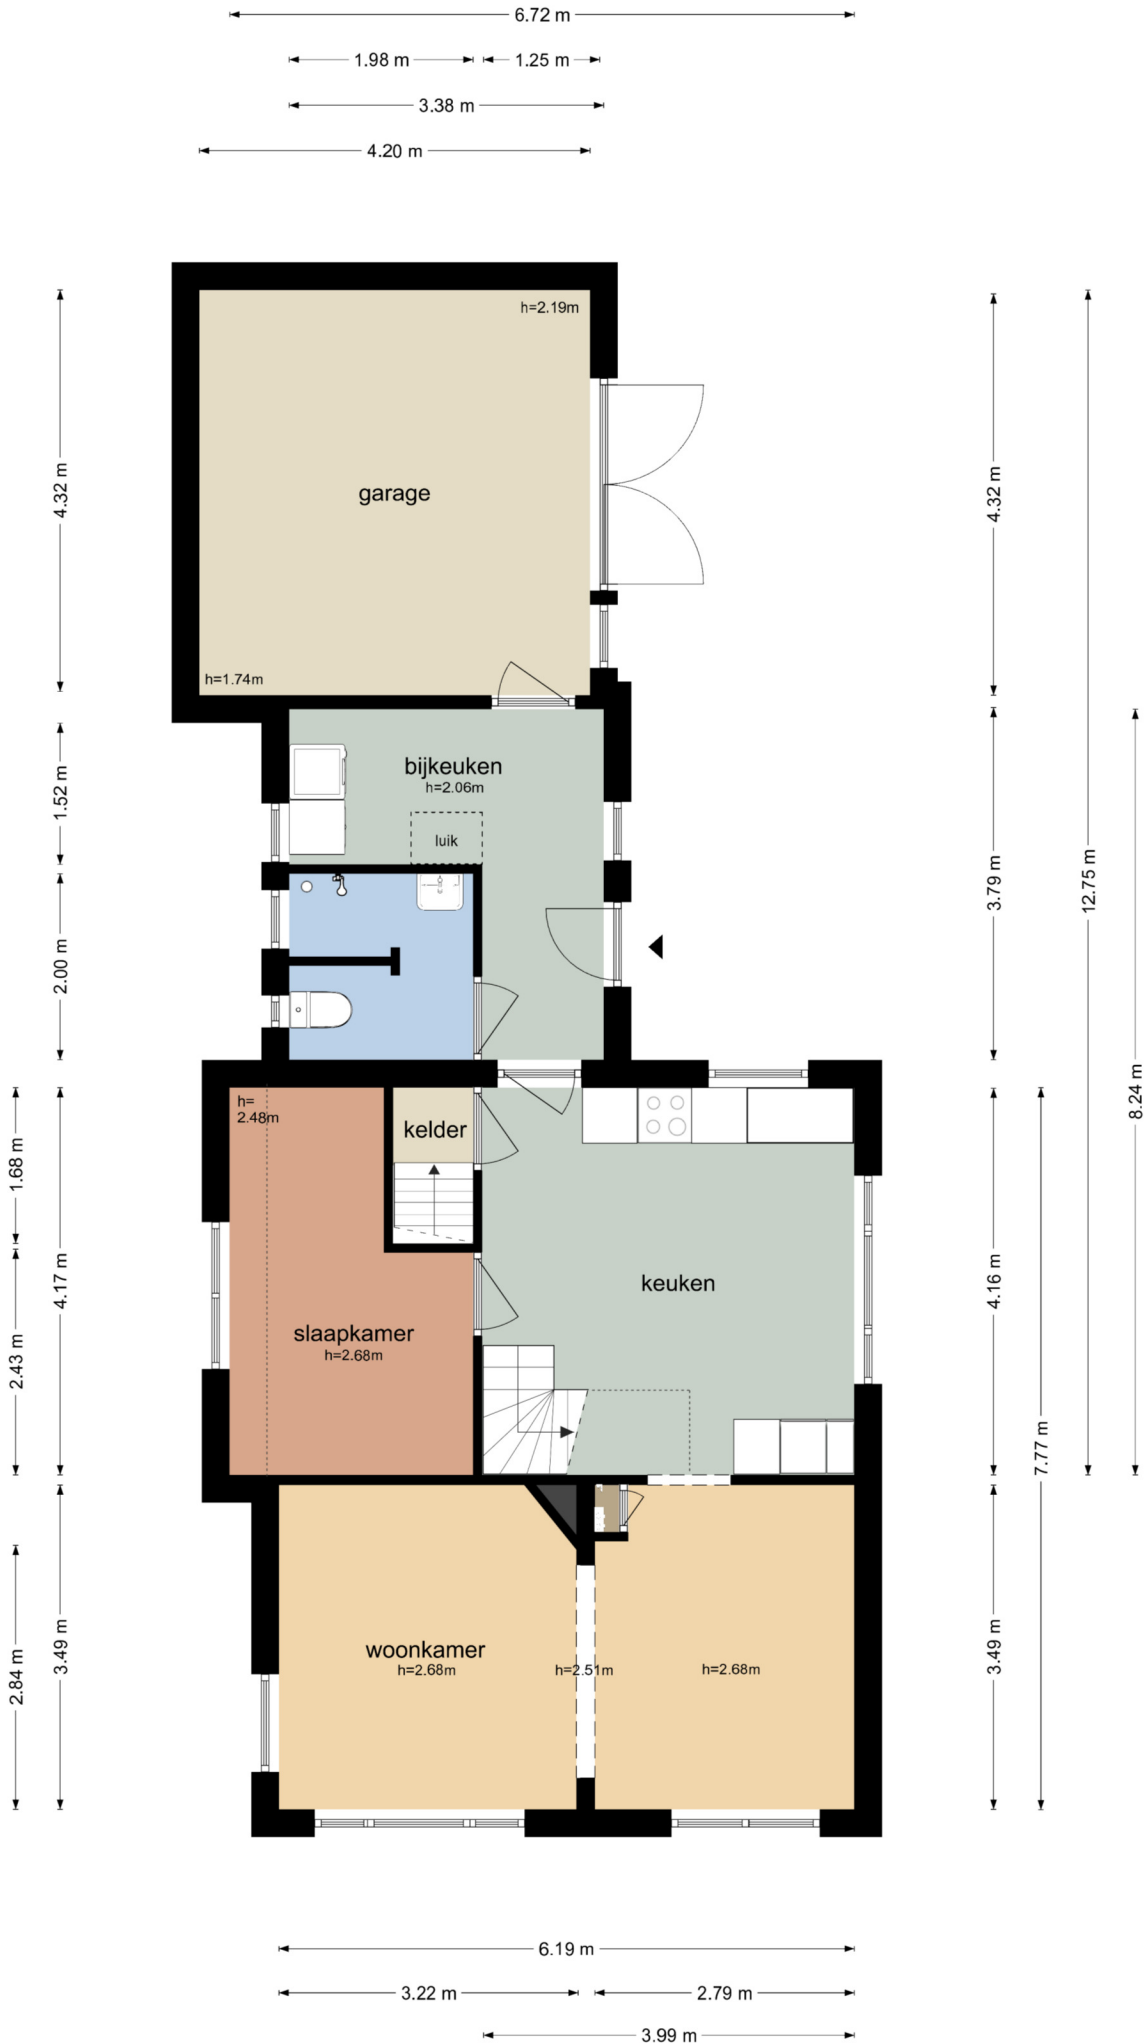 6.72 m
1.98 m
1.25 m
3.38 m
4.20 m
h=2.19m
4.32 m
garage
4.32 m
h=1.74m
bijkeuken
h=2.06m
1.52 m
luik
3.79 m
12.75 m
2.00 m
8.24 m
h=
2.48m
kelder
1.68 m
4.17 m
keuken
4.16 m
slaapkamer
h=2.68m
2.43 m
7.77 m
woonkamer
h=2.68m
h=2.51m
h=2.68m
3.49 m
2.84 m
3.49 m
6.19 m
3.22 m
2.79 m
3.99 m